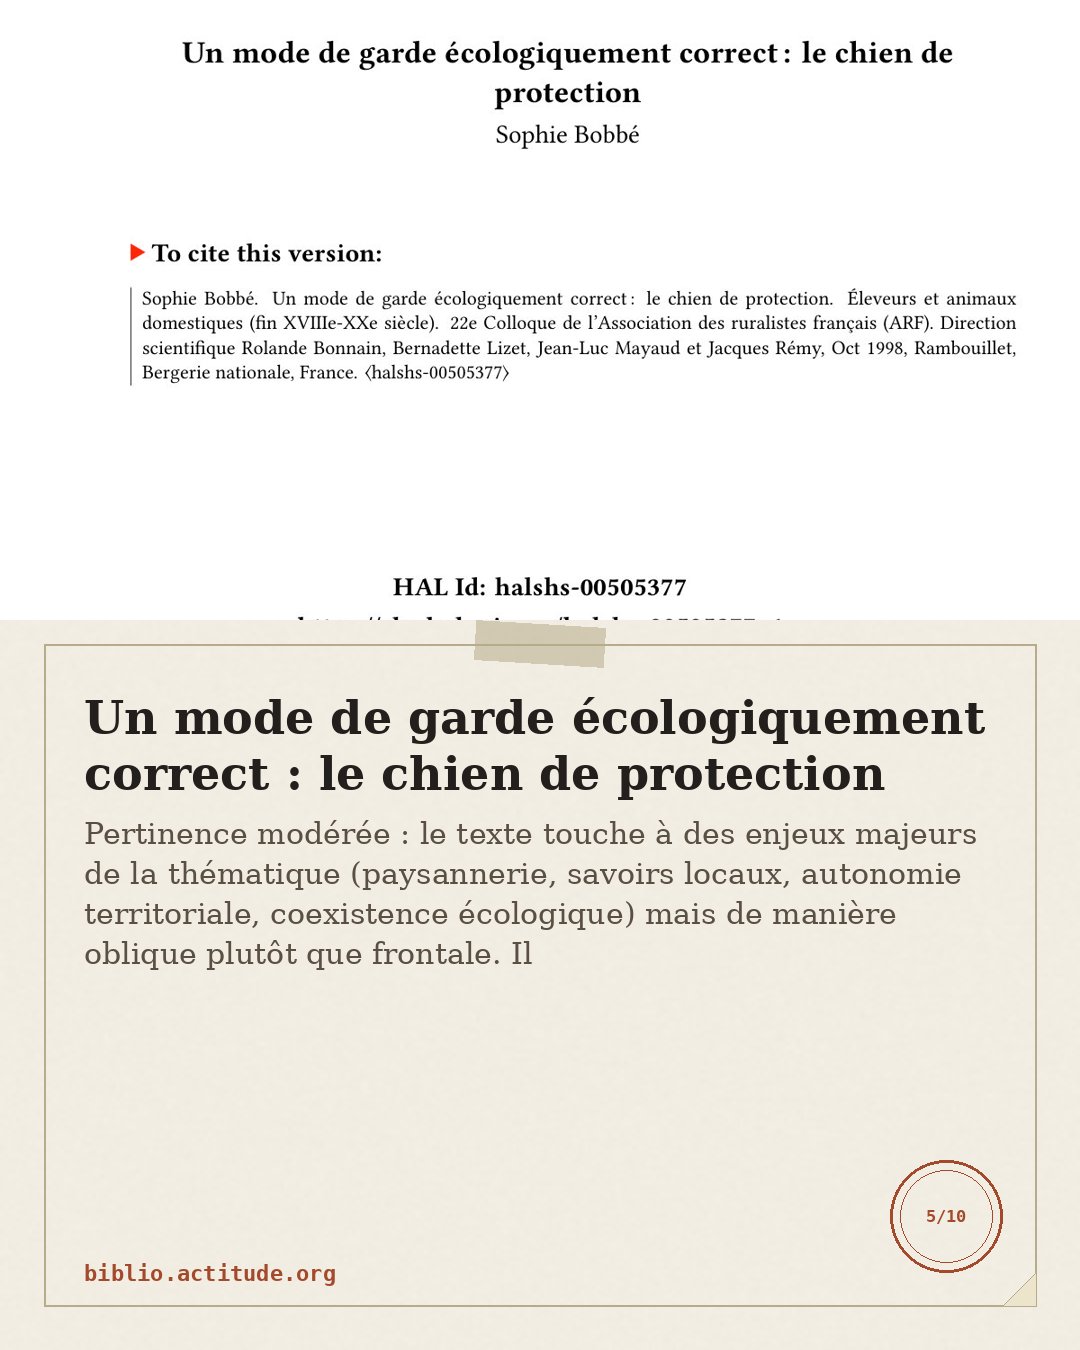 Un mode de garde écologiquement correct : le chien de
protection
Sophie Bobbé
To cite this version:
Sophie Bobbé. Un mode de garde écologiquement correct : le chien de protection. Éleveurs et animaux
domestiques (fin XVIIIe-XXe siècle). 22e Colloque de l'Association des ruralistes français (ARF). Direction
scientifique Rolande Bonnain, Bernadette Lizet, Jean-Luc Mayaud et Jacques Rémy, Oct 1998, Rambouillet,
Bergerie nationale, France. ⟨halshs-00505377⟩
HAL Id: halshs-00505377
Un mode de garde écologiquement
correct : le chien de protection
Pertinence modérée : le texte touche à des enjeux majeurs
de la thématique (paysannerie, savoirs locaux, autonomie
territoriale, coexistence écologique) mais de manière
oblique plutôt que frontale. Il
5/10
biblio.actitude.org